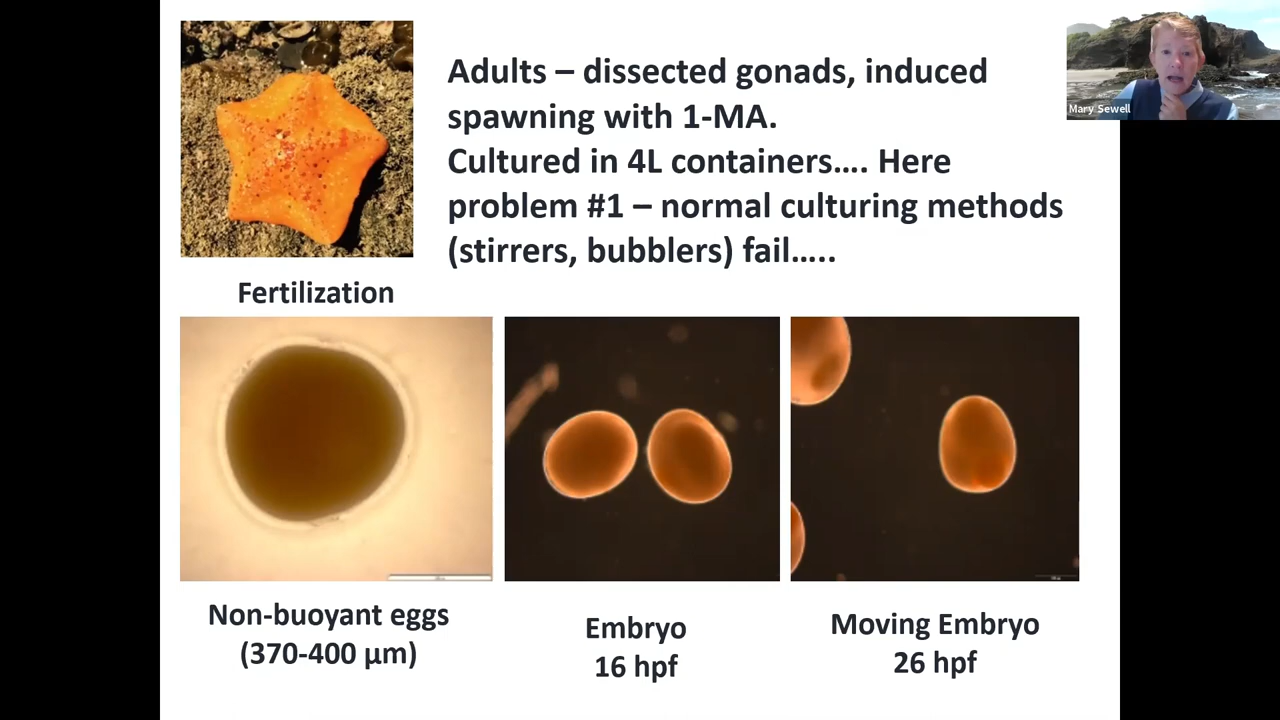 Adults – dissected gonads, induced
spawning with 1-MA.
Cultured in 4L containers…. Here
problem #1 – normal culturing methods
(stirrers, bubblers) fail…..
Mary Sewell
Fertilization
Non-buoyant eggs
(370-400 µm)
Embryo
16 hpf
Moving Embryo
26 hpf